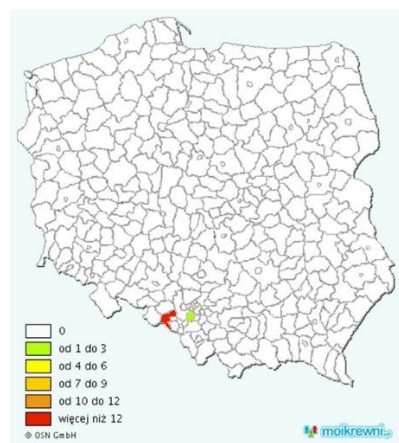 0
od 1 do 3
od 4 do 6
od 7 do 9
od 10 do 12
więcej niż 12
© OSN GmbH
moikrewni.pl